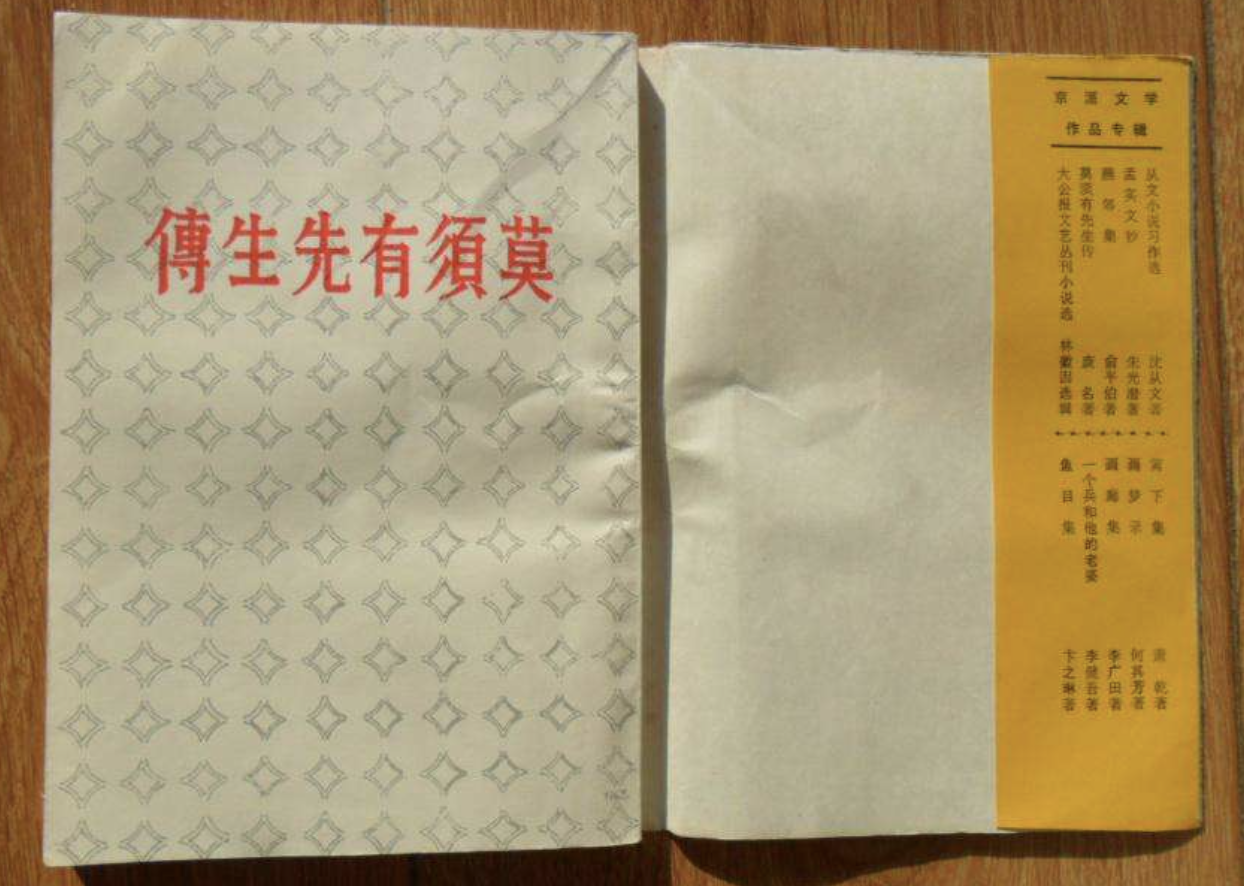 莫須有先生傳
京派文学
作品专辑
从文小说习作选 沈从文著
孟实文钞 朱光潜著
燕郊集 俞平伯著
莫须有先生传 废名著
大公报文艺丛刊小说选 林徽因选辑
篱下集 萧乾著
画梦录 何其芳著
画廊集 李广田著
一个兵和他的老婆 李健吾著
鱼目集 卞之琳著